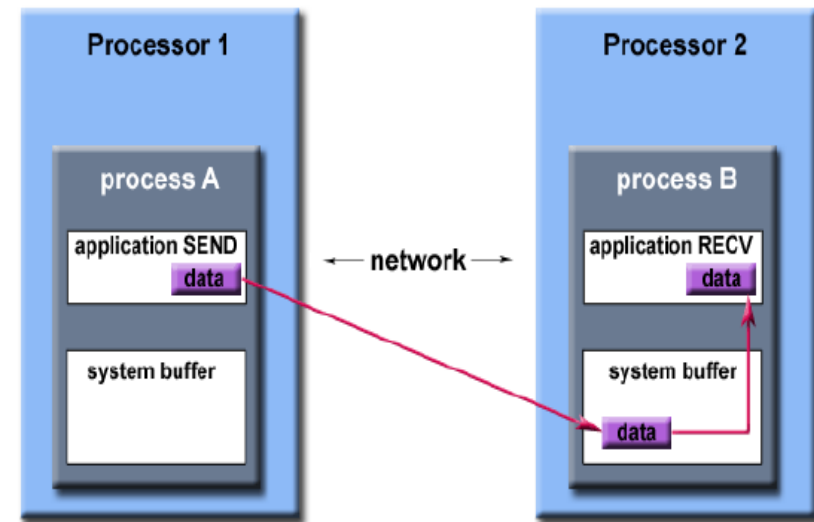 Processor 1
process A
application SEND
data
system buffer
network
Processor 2
process B
application RECV
data
system buffer
data